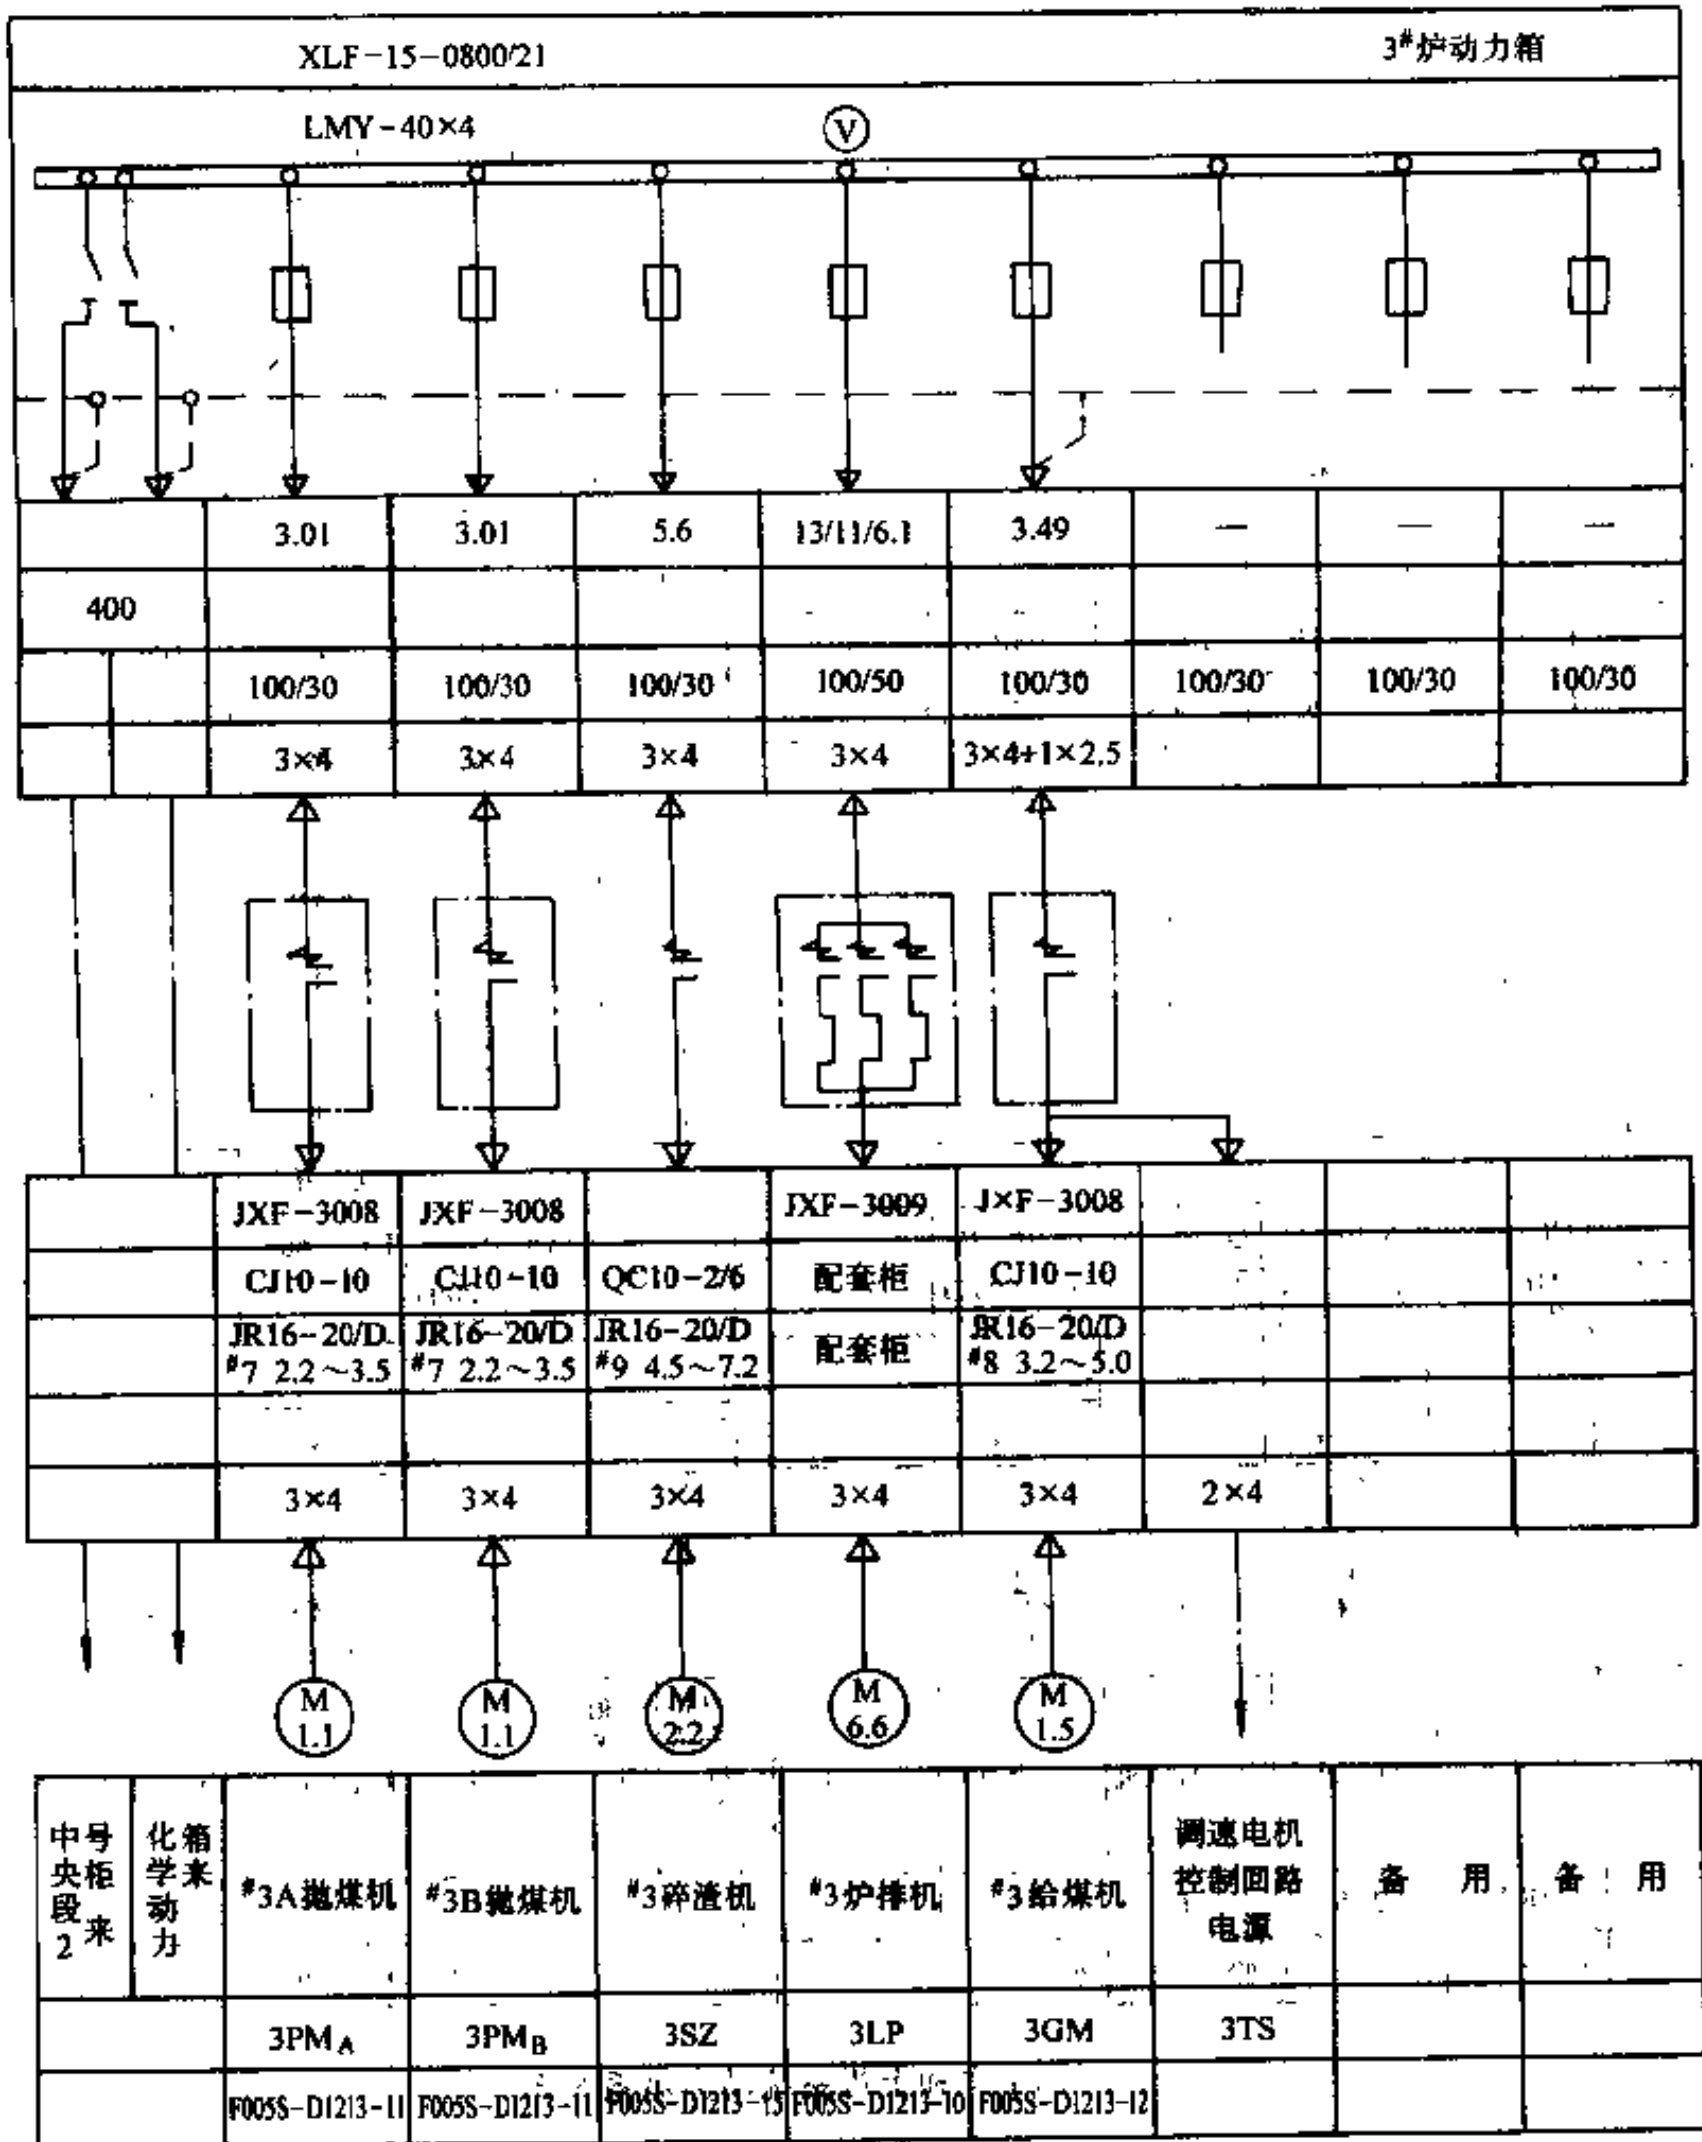 XLF-15-0800/21 3#炉动力箱
LMY-40×4 V
3.01 3.01 5.6 13/11/6.1 3.49 — — —
400
100/30 100/30 100/30 100/50 100/30 100/30 100/30 100/30
3×4 3×4 3×4 3×4 3×4+1×2.5
JXF-3008 JXF-3008 JXF-3009 J×F-3008
CJ10-10 CJ10-10 QC10-2/6 配套柜 CJ10-10
JR16-20/D JR16-20/D JR16-20/D 配套柜 JR16-20/D
#7 2.2～3.5 #7 2.2～3.5 #9 4.5～7.2 #8 3.2～5.0
3×4 3×4 3×4 3×4 3×4 2×4
M M M M M
1.1 1.1 2.2 6.6 1.5
中央段2号柜来
化学动力箱来
#3A抛煤机
#3B抛煤机
#3碎渣机
#3炉排机
#3给煤机
调速电机
控制回路
电源
备用
备用
3PMA 3PMB 3SZ 3LP 3GM 3TS
F005S-D1213-11 F005S-D1213-11 F005S-D1213-15 F005S-D1213-10 F005S-D1213-12